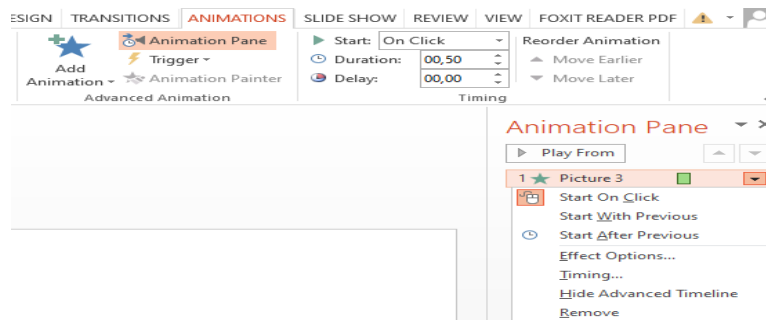 ESIGN TRANSITIONS ANIMATIONS SLIDE SHOW REVIEW VIEW FOXIT READER PDF
Add Animation
Animation Pane
Trigger
Animation Painter
Advanced Animation
Start: On Click
Duration: 00,50
Delay: 00,00
Timing
Reorder Animation
Move Earlier
Move Later
Animation Pane
Play From
1 Picture 3
Start On Click
Start With Previous
Start After Previous
Effect Options...
Timing...
Hide Advanced Timeline
Remove